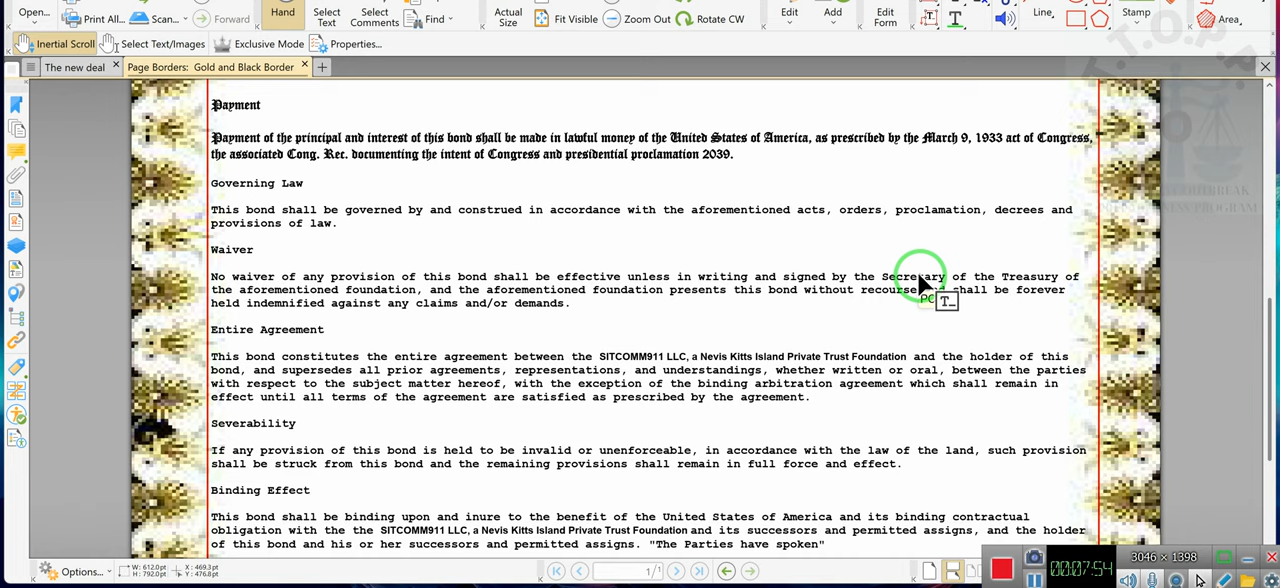 Open...
Print All...
Scan...
Forward
Hand
Select Text
Select Comments
Find
Actual Size
Fit Visible
Zoom Out
Rotate CW
Edit
Add
Edit Form
Line,
Stamp
Area,
Inertial Scroll
Select Text/Images
Exclusive Mode
Properties...
The new deal
Page Borders: Gold and Black Border
T.O.P.P
Payment
Payment of the principal and interest of this bond shall be made in lawful money of the United States of America, as prescribed by the March 9, 1933 act of Congress,
the associated Cong. Rec. documenting the intent of Congress and presidential proclamation 2039.
Governing Law
This bond shall be governed by and construed in accordance with the aforementioned acts, orders, proclamation, decrees and
provisions of law.
Waiver
No waiver of any provision of this bond shall be effective unless in writing and signed by the Secretary of the Treasury of
the aforementioned foundation, and the aforementioned foundation presents this bond without recourse shall be forever
held indemnified against any claims and/or demands.
Entire Agreement
This bond constitutes the entire agreement between the SITCOMM911 LLC, a Nevis Kitts Island Private Trust Foundation and the holder of this
bond, and supersedes all prior agreements, representations, and understandings, whether written or oral, between the parties
with respect to the subject matter hereof, with the exception of the binding arbitration agreement which shall remain in
effect until all terms of the agreement are satisfied as prescribed by the agreement.
Severability
If any provision of this bond is held to be invalid or unenforceable, in accordance with the law of the land, such provision
shall be struck from this bond and the remaining provisions shall remain in full force and effect.
Binding Effect
This bond shall be binding upon and inure to the benefit of the United States of America and its binding contractual
obligation with the the SITCOMM911 LLC, a Nevis Kitts Island Private Trust Foundation and its successors and permitted assigns, and the holder
of this bond and his or her successors and permitted assigns. "The Parties have spoken"
Options...
W: 612.0pt
H: 792.0pt
X: 469.3pt
Y: 476.8pt
1/1
3046 x 1398
00:07:54